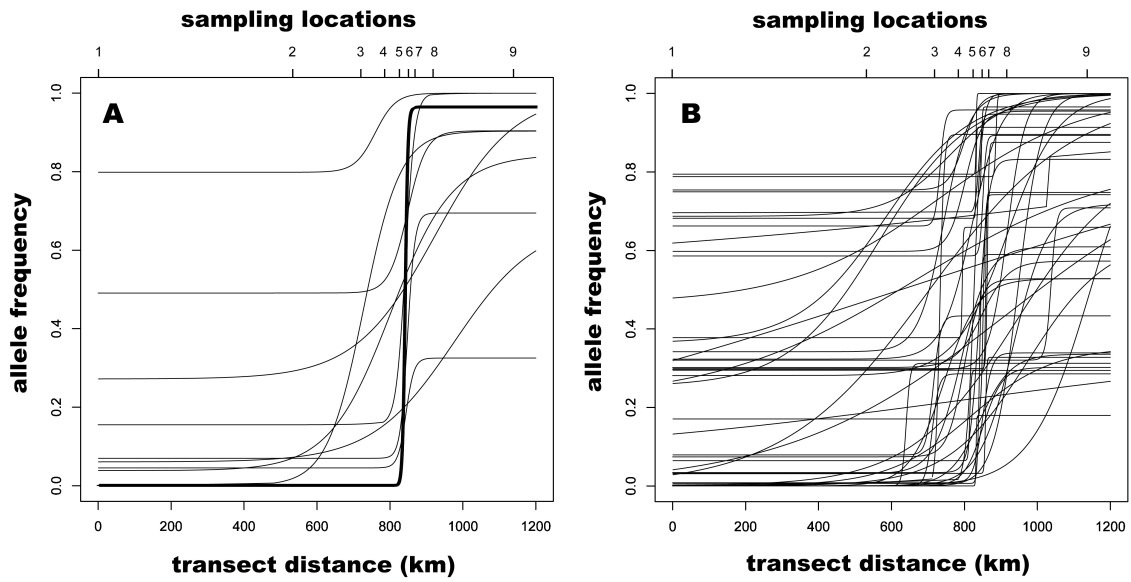 sampling locations
1 2 3 4 5 6 7 8 9
A
allele frequency
0.0 0.2 0.4 0.6 0.8 1.0
0 200 400 600 800 1000 1200
transect distance (km)
sampling locations
1 2 3 4 5 6 7 8 9
B
allele frequency
0.0 0.2 0.4 0.6 0.8 1.0
0 200 400 600 800 1000 1200
transect distance (km)